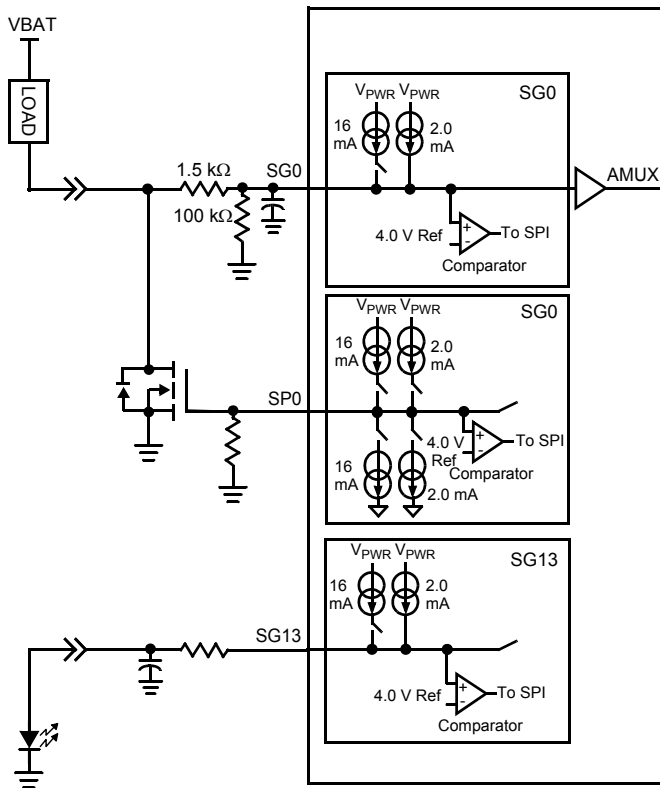 VBAT
LOAD
1.5 kΩ
100 kΩ
SG0
VPWR VPWR
SG0
16 mA
2.0 mA
4.0 V Ref
+
-
To SPI
Comparator
AMUX
SP0
VPWR VPWR
SG0
16 mA
2.0 mA
16 mA
2.0 mA
4.0 V Ref
+
-
To SPI
Comparator
SG13
VPWR VPWR
SG13
16 mA
2.0 mA
4.0 V Ref
+
-
To SPI
Comparator